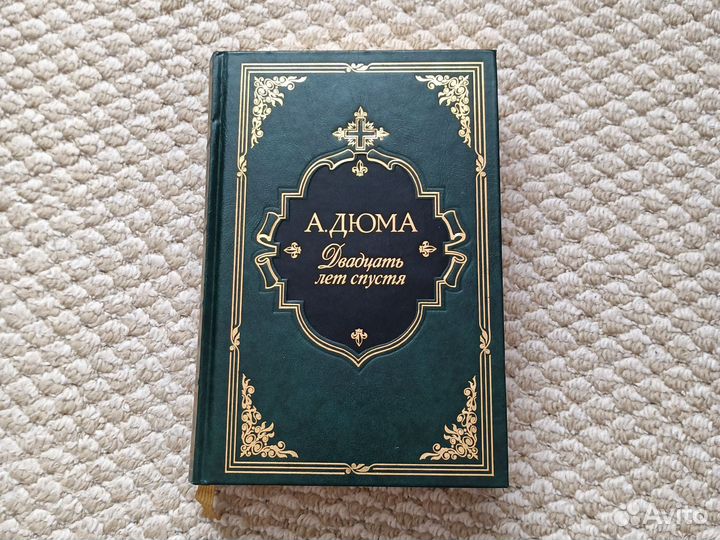 А.ДЮМА
Двадцать
лет спустя
Avito